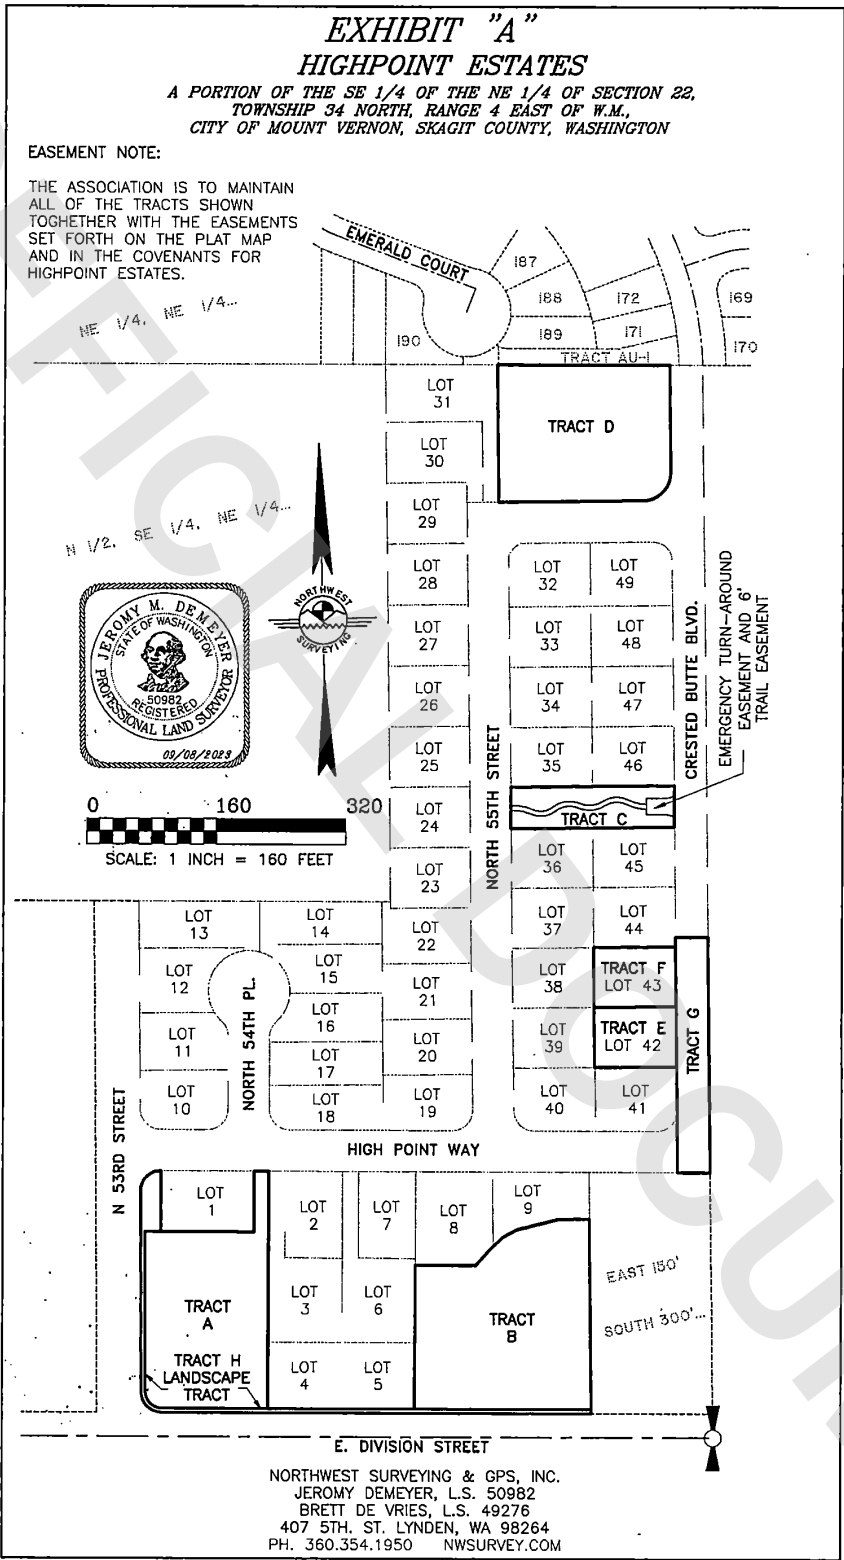 EXHIBIT "A"
HIGHPOINT ESTATES
A PORTION OF THE SE 1/4 OF THE NE 1/4 OF SECTION 22,
TOWNSHIP 34 NORTH, RANGE 4 EAST OF W.M.,
CITY OF MOUNT VERNON, SKAGIT COUNTY, WASHINGTON
EASEMENT NOTE:
THE ASSOCIATION IS TO MAINTAIN
ALL OF THE TRACTS SHOWN
TOGHETHER WITH THE EASEMENTS
SET FORTH ON THE PLAT MAP
AND IN THE COVENANTS FOR
HIGHPOINT ESTATES.
EMERALD COURT
187
188
172
169
189
171
170
190
TRACT AU-1
NE 1/4, NE 1/4...
LOT
31
TRACT D
LOT
30
LOT
29
N 1/2, SE 1/4, NE 1/4...
LOT
28
LOT
32
LOT
49
NORTHWEST
SURVEYING
JEROMY M. DEMEYER
STATE OF WASHINGTON
50982
REGISTERED
PROFESSIONAL LAND SURVEYOR
09/08/2023
LOT
27
LOT
33
LOT
48
LOT
26
LOT
34
LOT
47
LOT
25
LOT
35
LOT
46
NORTH 55TH STREET
CRESTED BUTTE BLVD.
EMERGENCY TURN-AROUND
EASEMENT AND 6'
TRAIL EASEMENT
0 160 320
SCALE: 1 INCH = 160 FEET
LOT
24
TRACT C
LOT
23
LOT
36
LOT
45
LOT
13
LOT
14
LOT
22
LOT
37
LOT
44
LOT
12
LOT
15
LOT
21
LOT
38
TRACT F
LOT 43
NORTH 54TH PL.
LOT
16
LOT
11
LOT
17
LOT
20
LOT
39
TRACT E
LOT 42
TRACT G
LOT
10
LOT
18
LOT
19
LOT
40
LOT
41
N 53RD STREET
HIGH POINT WAY
LOT
1
LOT
2
LOT
7
LOT
8
LOT
9
LOT
3
LOT
6
TRACT
A
TRACT
B
EAST 150'
SOUTH 300'...
TRACT H
LANDSCAPE
TRACT
LOT
4
LOT
5
E. DIVISION STREET
NORTHWEST SURVEYING & GPS, INC.
JEROMY DEMEYER, L.S. 50982
BRETT DE VRIES, L.S. 49276
407 5TH. ST. LYNDEN, WA 98264
PH. 360.354.1950 NWSURVEY.COM